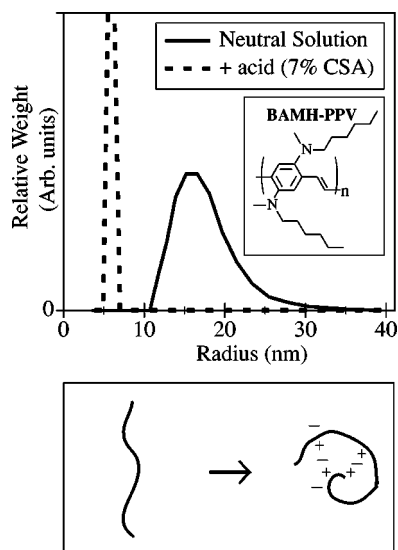 Neutral Solution
+ acid (7% CSA)
BAMH-PPV
N
n
N
Relative Weight
(Arb. units)
0
0 10 20 30 40
Radius (nm)
− + − + − + + −